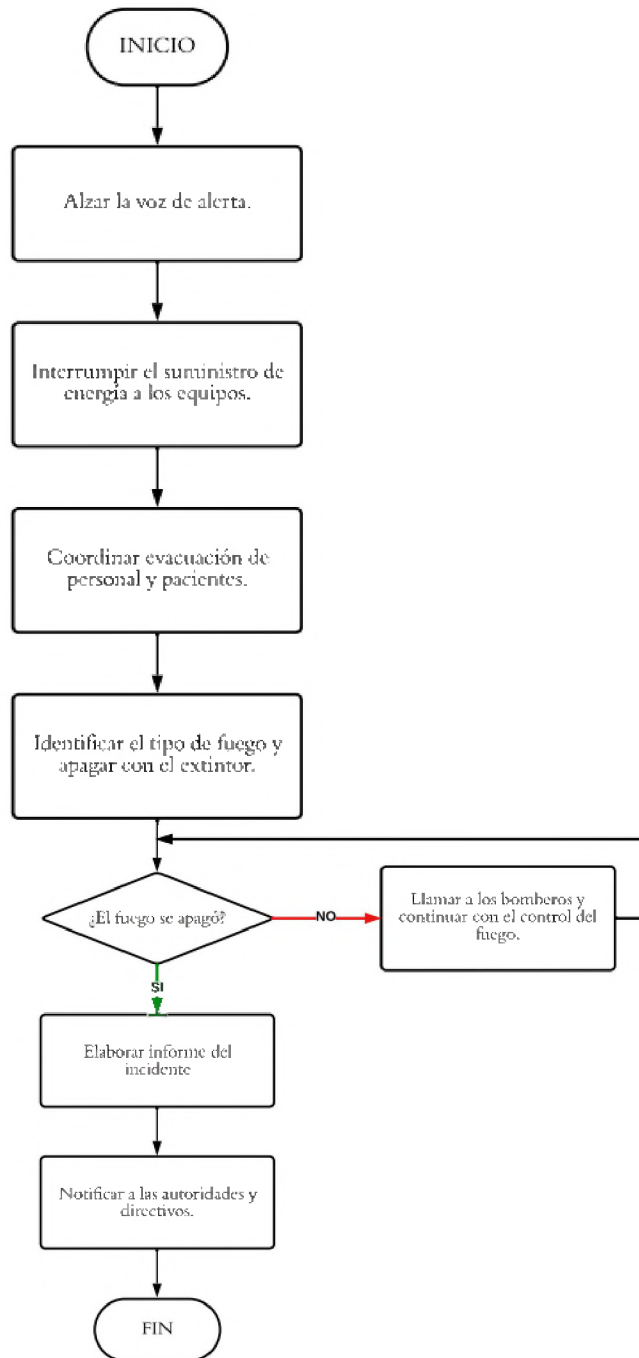 INICIO
Alzar la voz de alerta.
Interrumpir el suministro de
energía a los equipos.
Coordinar evacuación de
personal y pacientes.
Identificar el tipo de fuego y
apagar con el extintor.
¿El fuego se apagó?
NO
Llamar a los bomberos y
continuar con el control del
fuego.
SI
Elaborar informe del
incidente
Notificar a las autoridades y
directivos.
FIN